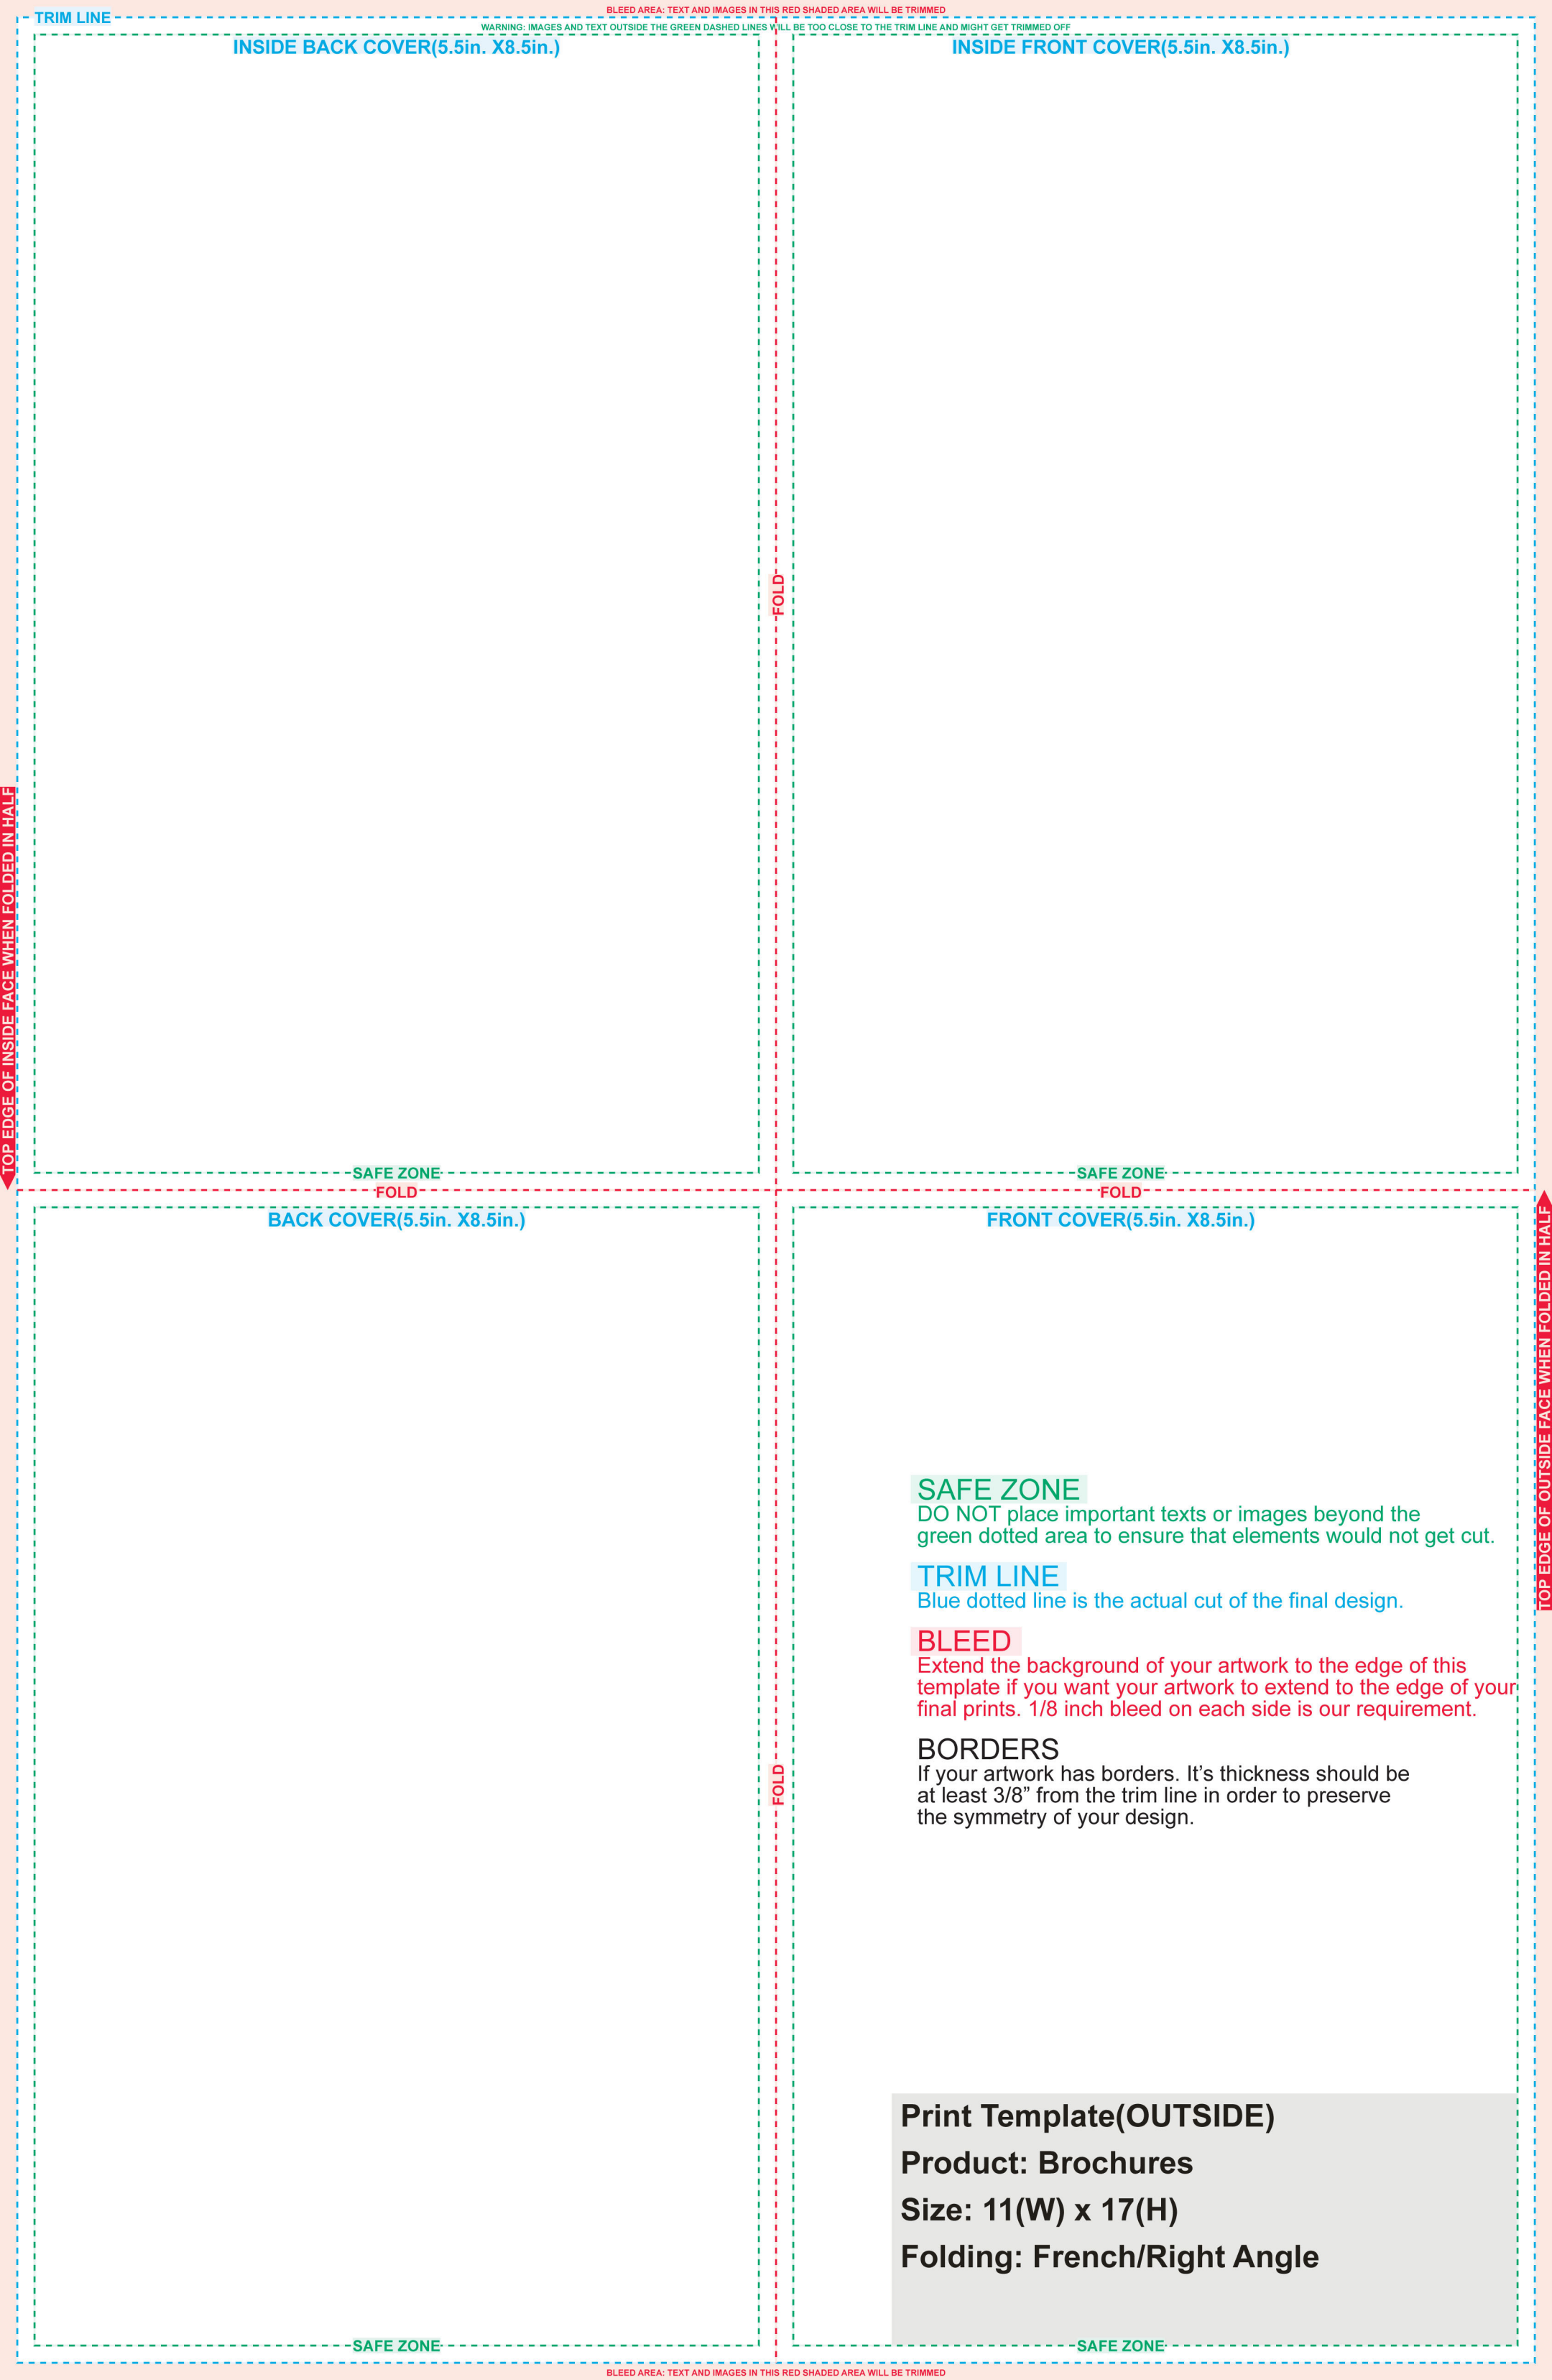 BLEED AREA: TEXT AND IMAGES IN THIS RED SHADED AREA WILL BE TRIMMED
TRIM LINE
WARNING: IMAGES AND TEXT OUTSIDE THE GREEN DASHED LINES WILL BE TOO CLOSE TO THE TRIM LINE AND MIGHT GET TRIMMED OFF
INSIDE BACK COVER(5.5in. X8.5in.)
INSIDE FRONT COVER(5.5in. X8.5in.)
FOLD
TOP EDGE OF INSIDE FACE WHEN FOLDED IN HALF
SAFE ZONE
SAFE ZONE
FOLD
FOLD
BACK COVER(5.5in. X8.5in.)
FRONT COVER(5.5in. X8.5in.)
TOP EDGE OF OUTSIDE FACE WHEN FOLDED IN HALF
SAFE ZONE
DO NOT place important texts or images beyond the
green dotted area to ensure that elements would not get cut.
TRIM LINE
Blue dotted line is the actual cut of the final design.
BLEED
Extend the background of your artwork to the edge of this
template if you want your artwork to extend to the edge of your
final prints. 1/8 inch bleed on each side is our requirement.
BORDERS
If your artwork has borders. It’s thickness should be
at least 3/8” from the trim line in order to preserve
the symmetry of your design.
FOLD
Print Template(OUTSIDE)
Product: Brochures
Size: 11(W) x 17(H)
Folding: French/Right Angle
SAFE ZONE
SAFE ZONE
BLEED AREA: TEXT AND IMAGES IN THIS RED SHADED AREA WILL BE TRIMMED